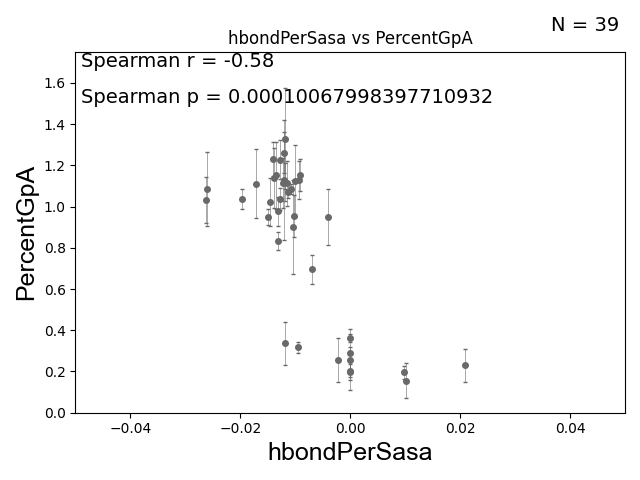 N = 39
hbondPerSasa vs PercentGpA
Spearman r = -0.58
Spearman p = 0.00010067998397710932
PercentGpA
1.6
1.4
1.2
1.0
0.8
0.6
0.4
0.2
0.0
−0.04 −0.02 0.00 0.02 0.04
hbondPerSasa